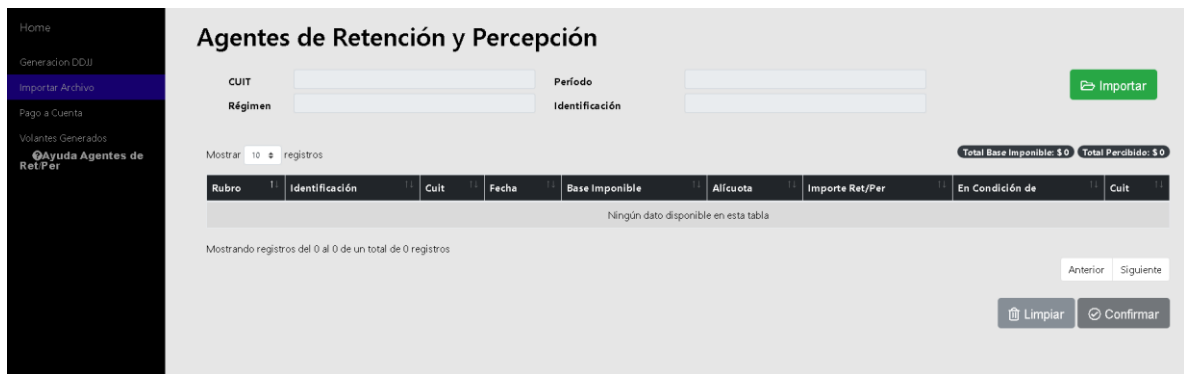 Home
Generacion DDJJ
Importar Archivo
Pago a Cuenta
Volantes Generados
Ayuda Agentes de
Ret/Per
Agentes de Retención y Percepción
CUIT
Período
Importar
Régimen
Identificación
Mostrar 10 registros
Total Base Imponible: $ 0 Total Percibido: $ 0
Rubro Identificación Cuit Fecha Base Imponible Alícuota Importe Ret/Per En Condición de Cuit
Ningún dato disponible en esta tabla
Mostrando registros del 0 al 0 de un total de 0 registros
Anterior Siguiente
Limpiar Confirmar